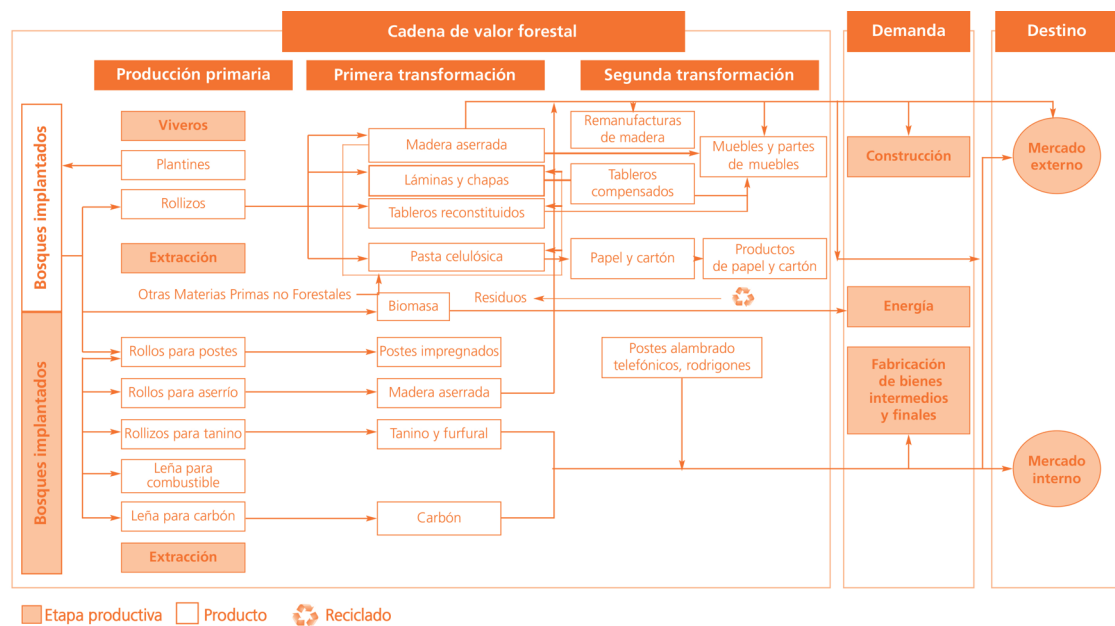 Cadena de valor forestal
Demanda
Destino
Producción primaria
Primera transformación
Segunda transformación
Bosques implantados
Bosques implantados
Viveros
Plantines
Rollizos
Extracción
Otras Materias Primas no Forestales
Rollos para postes
Rollos para aserrío
Rollizos para tanino
Leña para
combustible
Leña para carbón
Extracción
Madera aserrada
Láminas y chapas
Tableros reconstituidos
Pasta celulósica
Biomasa
Postes impregnados
Madera aserrada
Tanino y furfural
Carbón
Remanufacturas
de madera
Muebles y partes
de muebles
Tableros
compensados
Papel y cartón
Productos
de papel y cartón
Residuos
Postes alambrado
telefónicos, rodrigones
Construcción
Energía
Fabricación
de bienes
intermedios
y finales
Mercado
externo
Mercado
interno
Etapa productiva
Producto
Reciclado